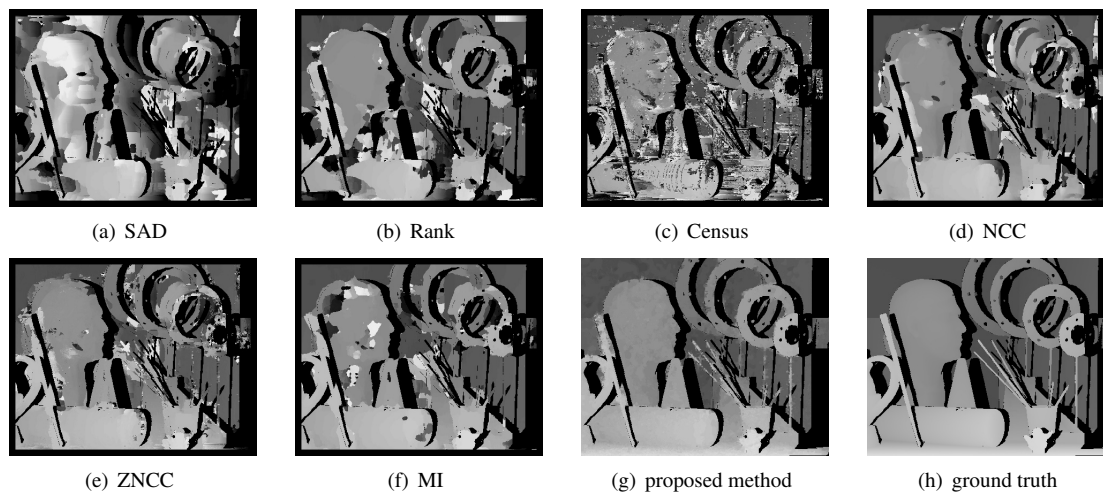 (a) SAD
(b) Rank
(c) Census
(d) NCC
(e) ZNCC
(f) MI
(g) proposed method
(h) ground truth